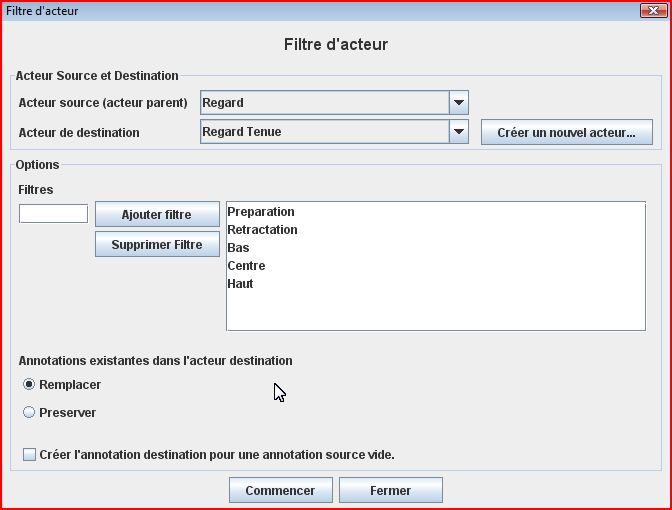 Filtre d'acteur
Filtre d'acteur
Acteur Source et Destination
Acteur source (acteur parent) Regard
Acteur de destination Regard Tenue Créer un nouvel acteur...
Options
Filtres
Ajouter filtre
Supprimer Filtre
Preparation
Retractation
Bas
Centre
Haut
Annotations existantes dans l'acteur destination
Remplacer
Preserver
Créer l'annotation destination pour une annotation source vide.
Commencer Fermer